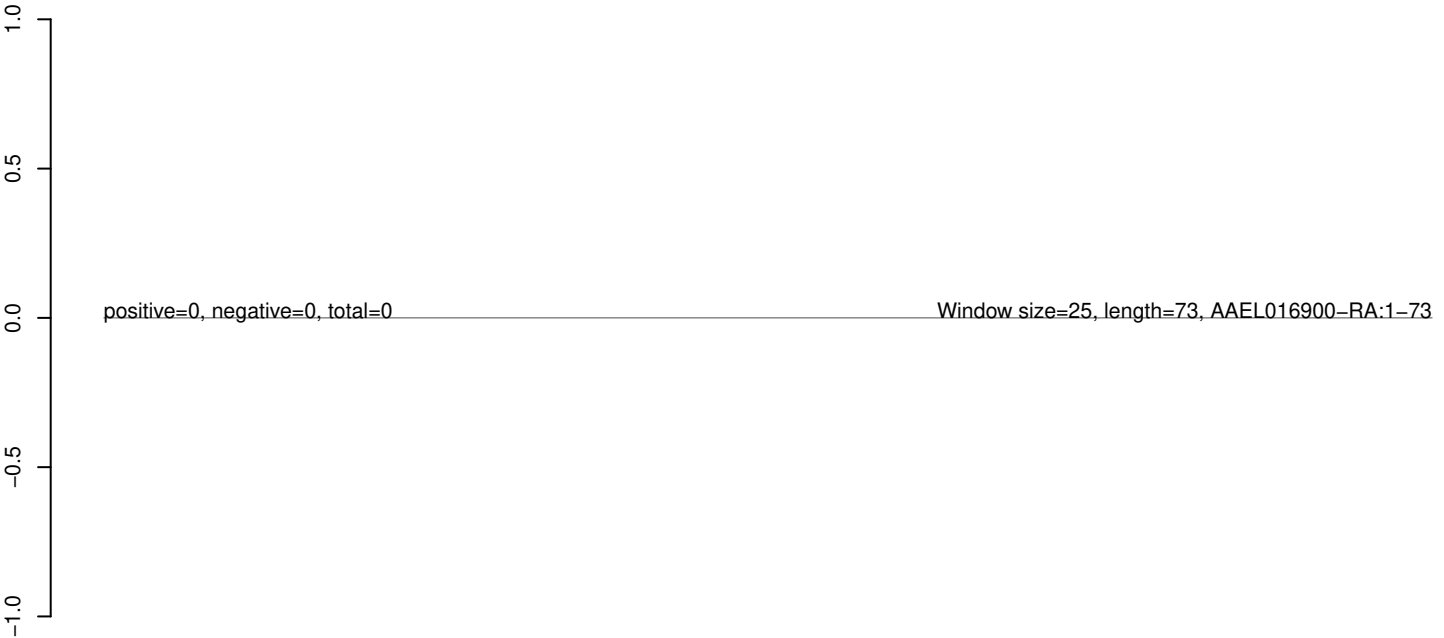 1.0
0.5
0.0
−0.5
−1.0
positive=0, negative=0, total=0
Window size=25, length=73, AAEL016900−RA:1−73